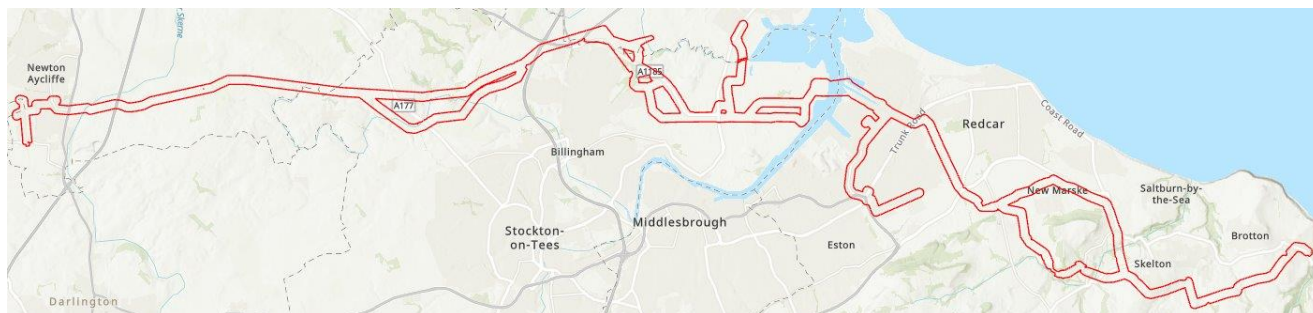 Skerne
Newton
Aycliffe
A1185
A177
Coast Road
Trunk Road
Redcar
Billingham
New Marske
Saltburn-by-
the-Sea
Stockton-
on-Tees
Middlesbrough
Eston
Brotton
Skelton
Darlington